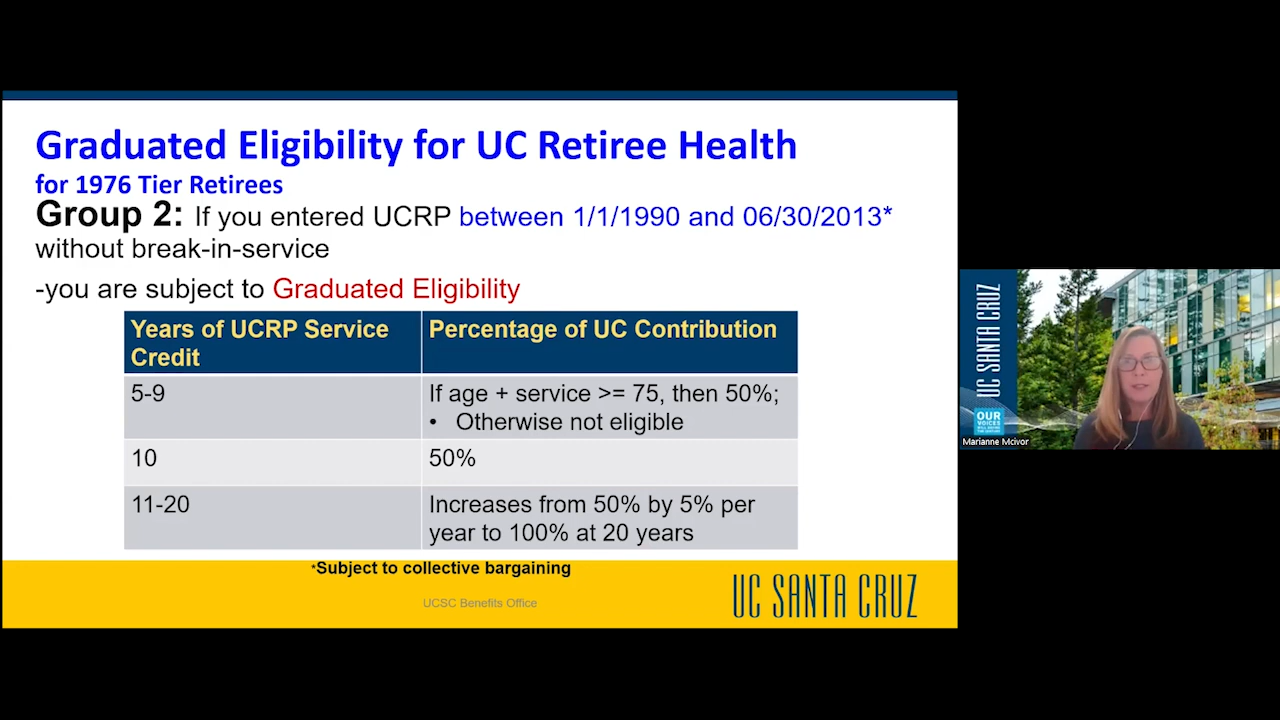 Graduated Eligibility for UC Retiree Health
for 1976 Tier Retirees
Group 2: If you entered UCRP between 1/1/1990 and 06/30/2013*
without break-in-service
-you are subject to Graduated Eligibility
Years of UCRP Service
Credit
Percentage of UC Contribution
5-9
If age + service >= 75, then 50%;
• Otherwise not eligible
10
50%
11-20
Increases from 50% by 5% per
year to 100% at 20 years
*Subject to collective bargaining
UCSC Benefits Office
UC SANTA CRUZ
UC SANTA CRUZ
OUR
VOICES
Marianne Mcivor